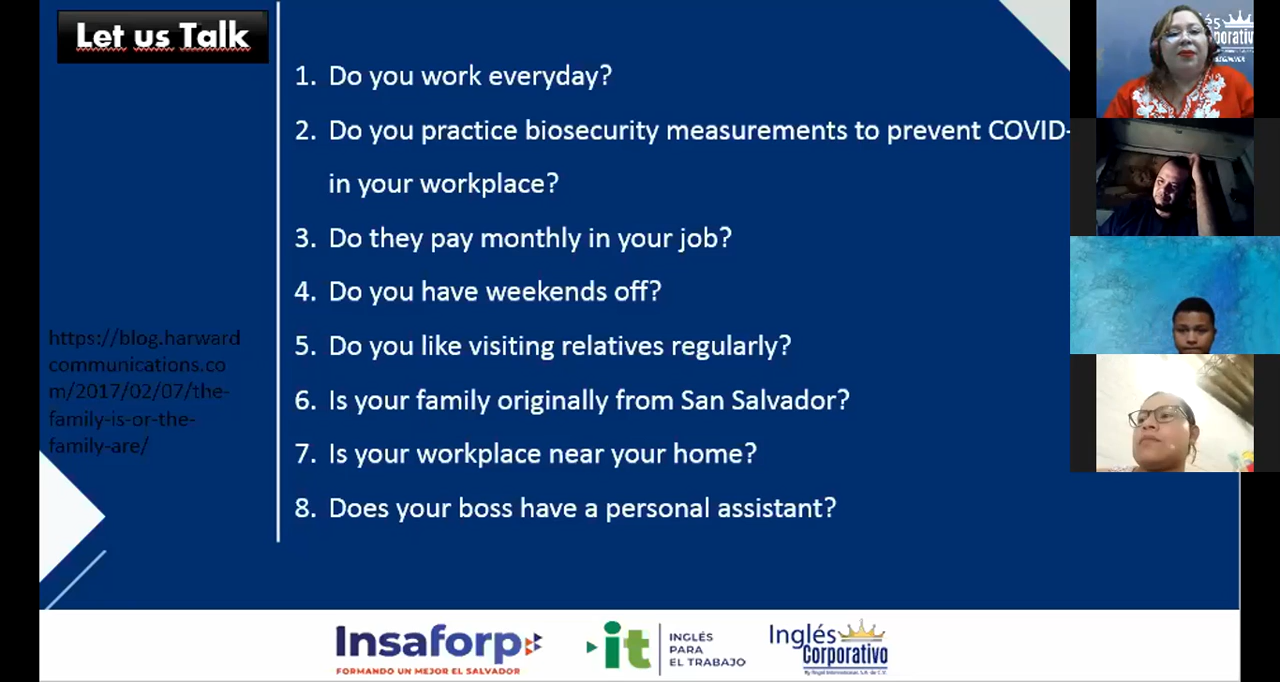 Let us Talk
1. Do you work everyday?
2. Do you practice biosecurity measurements to prevent COVID-
in your workplace?
3. Do they pay monthly in your job?
4. Do you have weekends off?
5. Do you like visiting relatives regularly?
6. Is your family originally from San Salvador?
7. Is your workplace near your home?
8. Does your boss have a personal assistant?
https://blog.harward
communications.co
m/2017/02/07/the-
family-is-or-the-
family-are/
Insaforp
FORMANDO UN MEJOR EL SALVADOR
it
INGLÉS
PARA
EL TRABAJO
Inglés
Corporativo